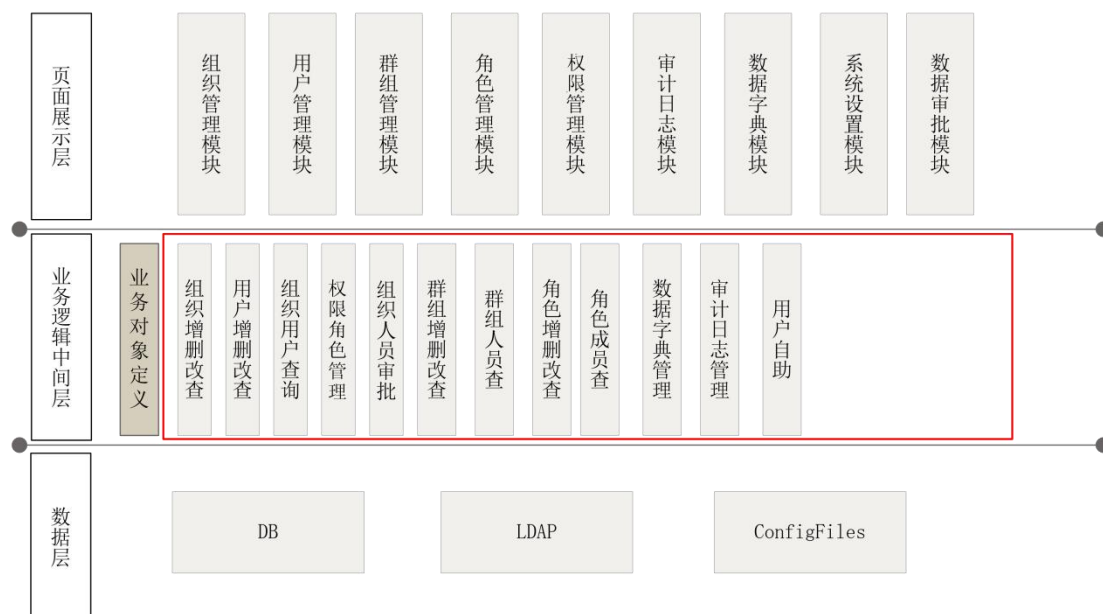 页面展示层
组织管理模块
用户管理模块
群组管理模块
角色管理模块
权限管理模块
审计日志模块
数据字典模块
系统设置模块
数据审批模块
业务逻辑中间层
业务对象定义
组织增删改查
用户增删改查
组织用户查询
权限角色管理
组织人员审批
群组增删改查
群组人员查
角色增删改查
角色成员查
数据字典管理
审计日志管理
用户自助
数据层
DB
LDAP
ConfigFiles